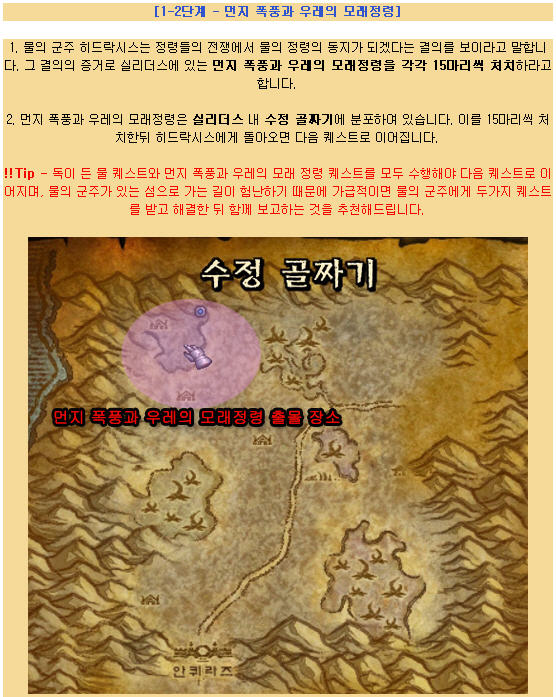 [1-2단계 - 먼지 폭풍과 우레의 모래정령]
1. 물의 군주 히드락시스는 정령들의 전쟁에서 물의 정령의 동지가 되겠다는 결의를 보이라고 말합니
다. 그 결의의 증거로 실리더스에 있는 먼지 폭풍과 우레의 모래정령을 각각 15마리씩 처치하라고
합니다.
2. 먼지 폭풍과 우레의 모래정령은 실리더스 내 수정 골짜기에 분포하여 있습니다. 이를 15마리씩 처
치한뒤 히드락시스에게 돌아오면 다음 퀘스트로 이어집니다.
!!Tip - 독이 든 물 퀘스트와 먼지 폭풍과 우레의 모래 정령 퀘스트를 모두 수행해야 다음 퀘스트로 이
어지며, 물의 군주가 있는 섬으로 가는 길이 험난하기 때문에 가급적이면 물의 군주에게 두가지 퀘스트
를 받고 해결한 뒤 함께 보고하는 것을 추천해드립니다.
수정 골짜기
먼지 폭풍과 우레의 모래정령 출몰 장소
안퀴라즈